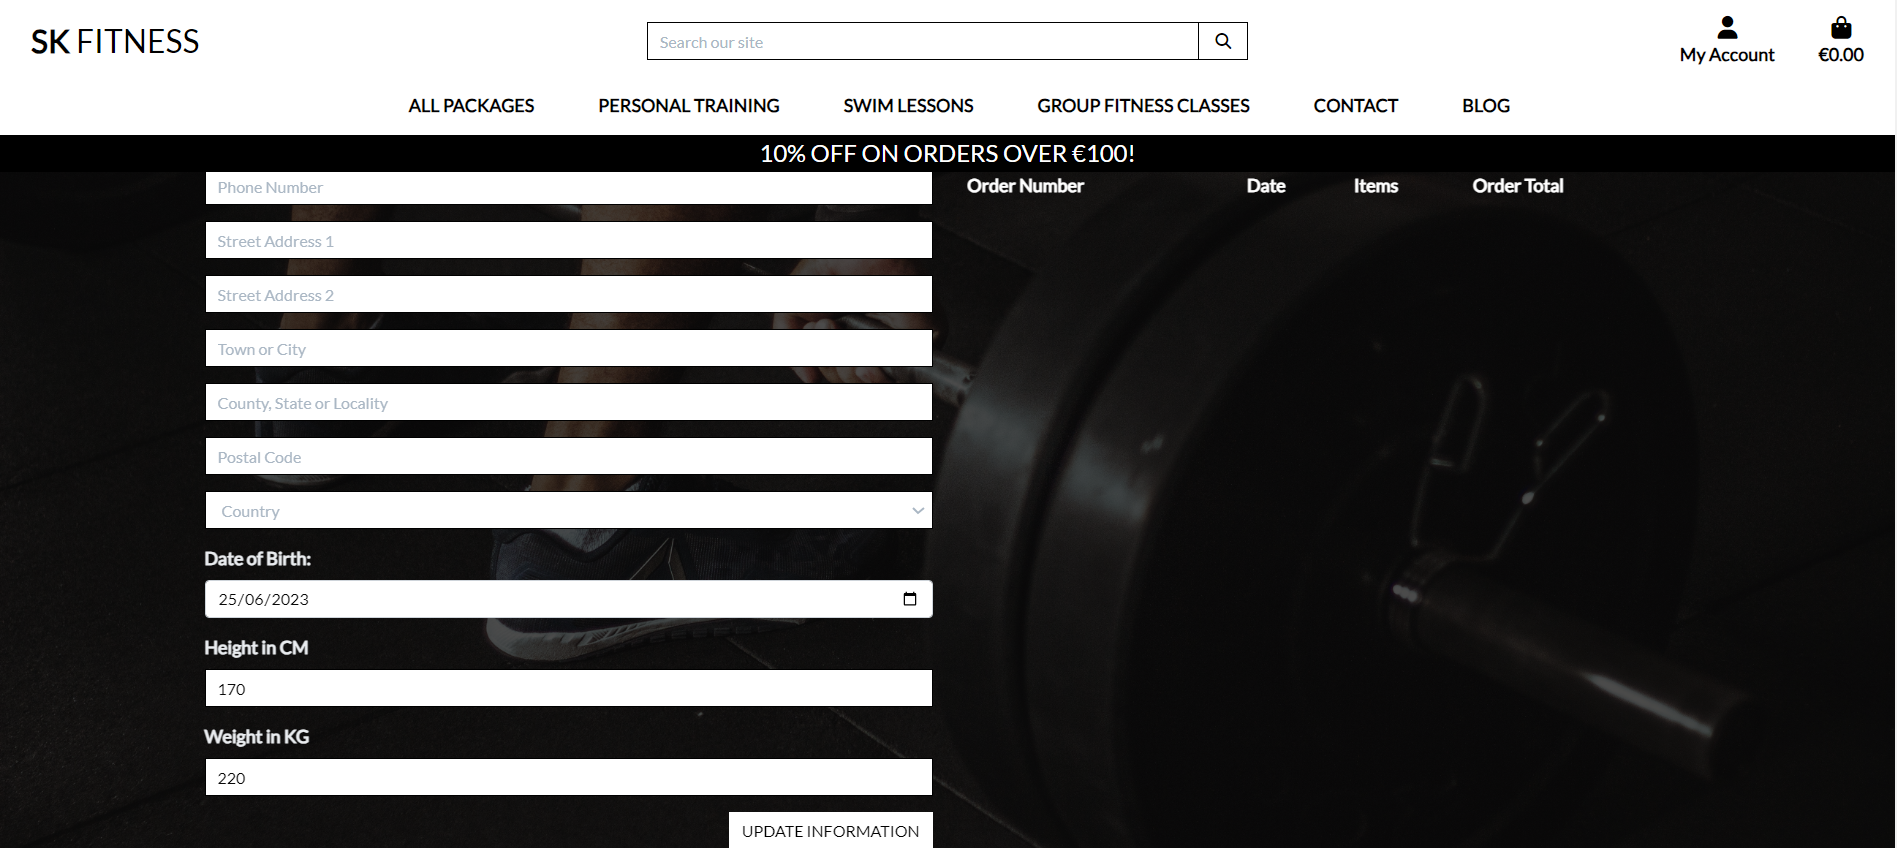 SK FITNESS
Search our site
My Account
€0.00
ALL PACKAGES
PERSONAL TRAINING
SWIM LESSONS
GROUP FITNESS CLASSES
CONTACT
BLOG
10% OFF ON ORDERS OVER €100!
Phone Number
Street Address 1
Street Address 2
Town or City
County, State or Locality
Postal Code
Country
Date of Birth:
25/06/2023
Height in CM
170
Weight in KG
220
UPDATE INFORMATION
Order Number Date Items Order Total